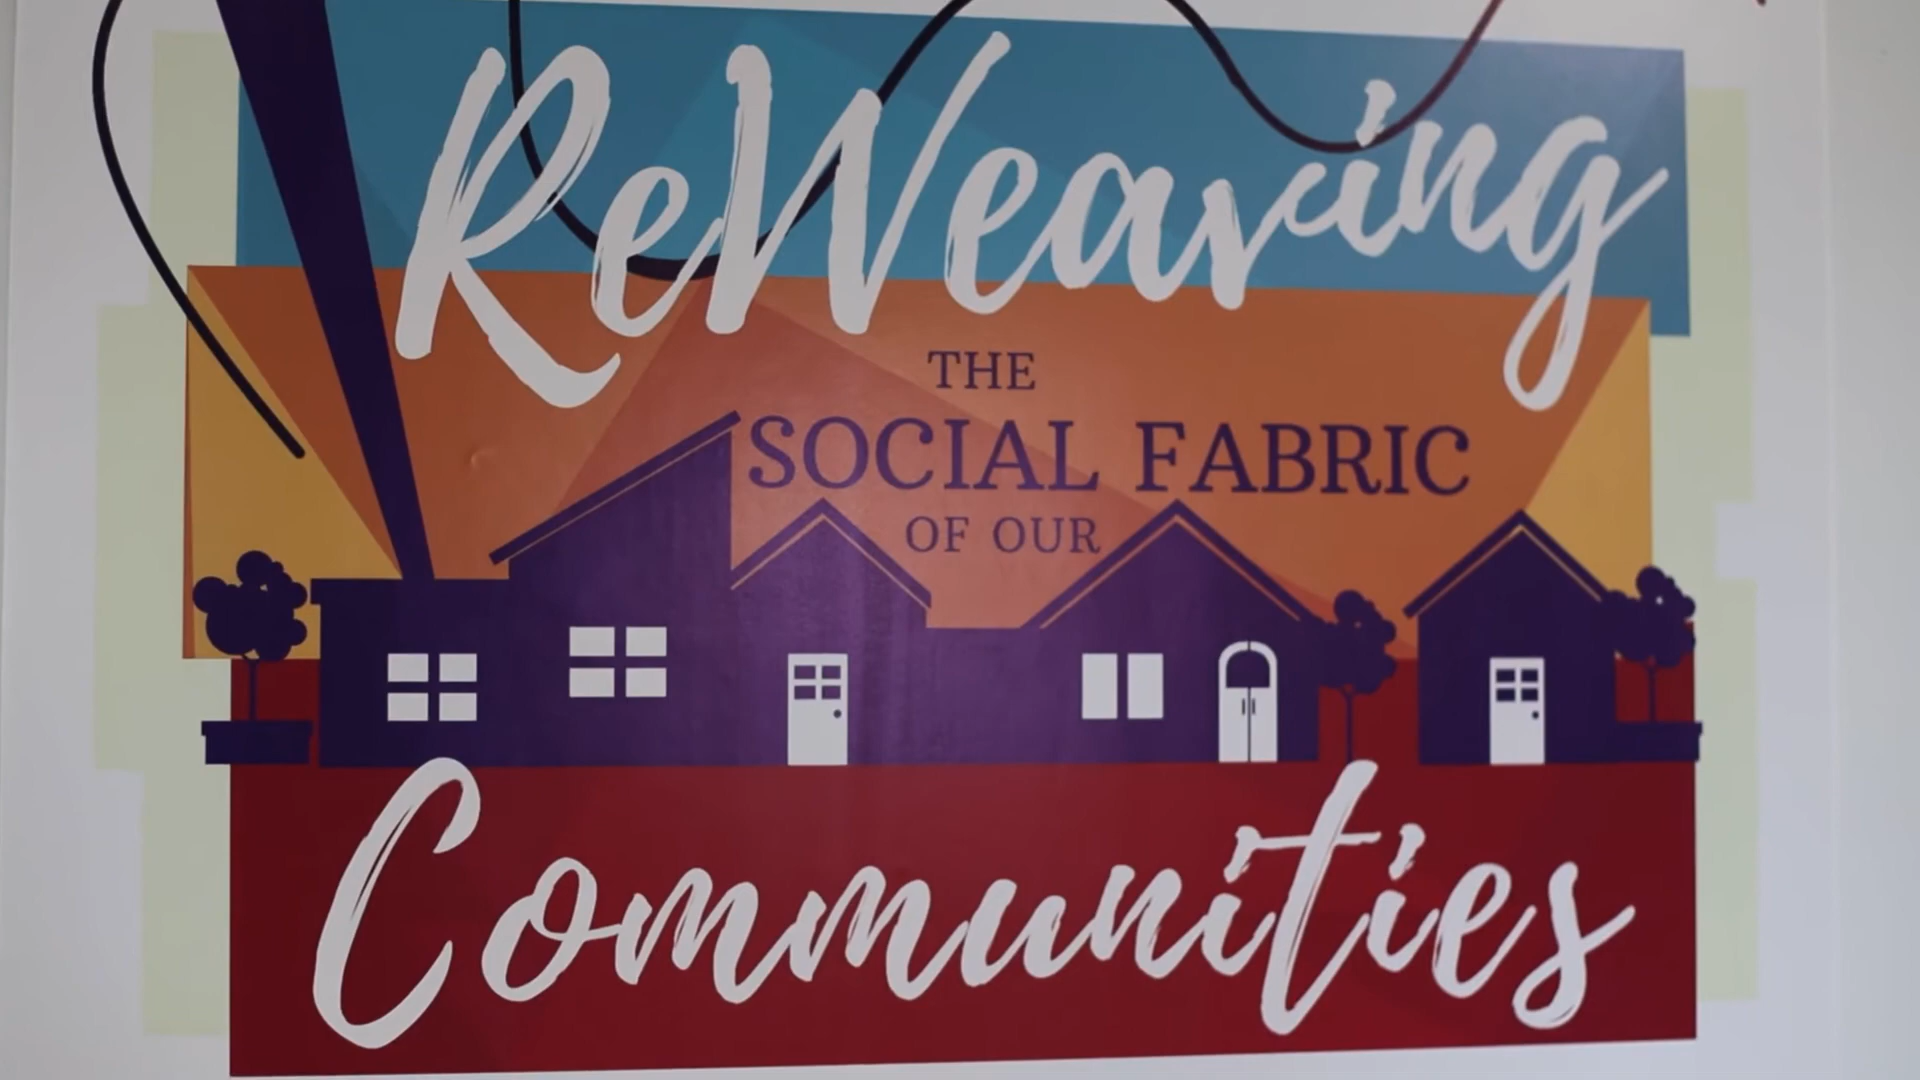 ReWeaving
THE
SOCIAL FABRIC
OF OUR
Communities